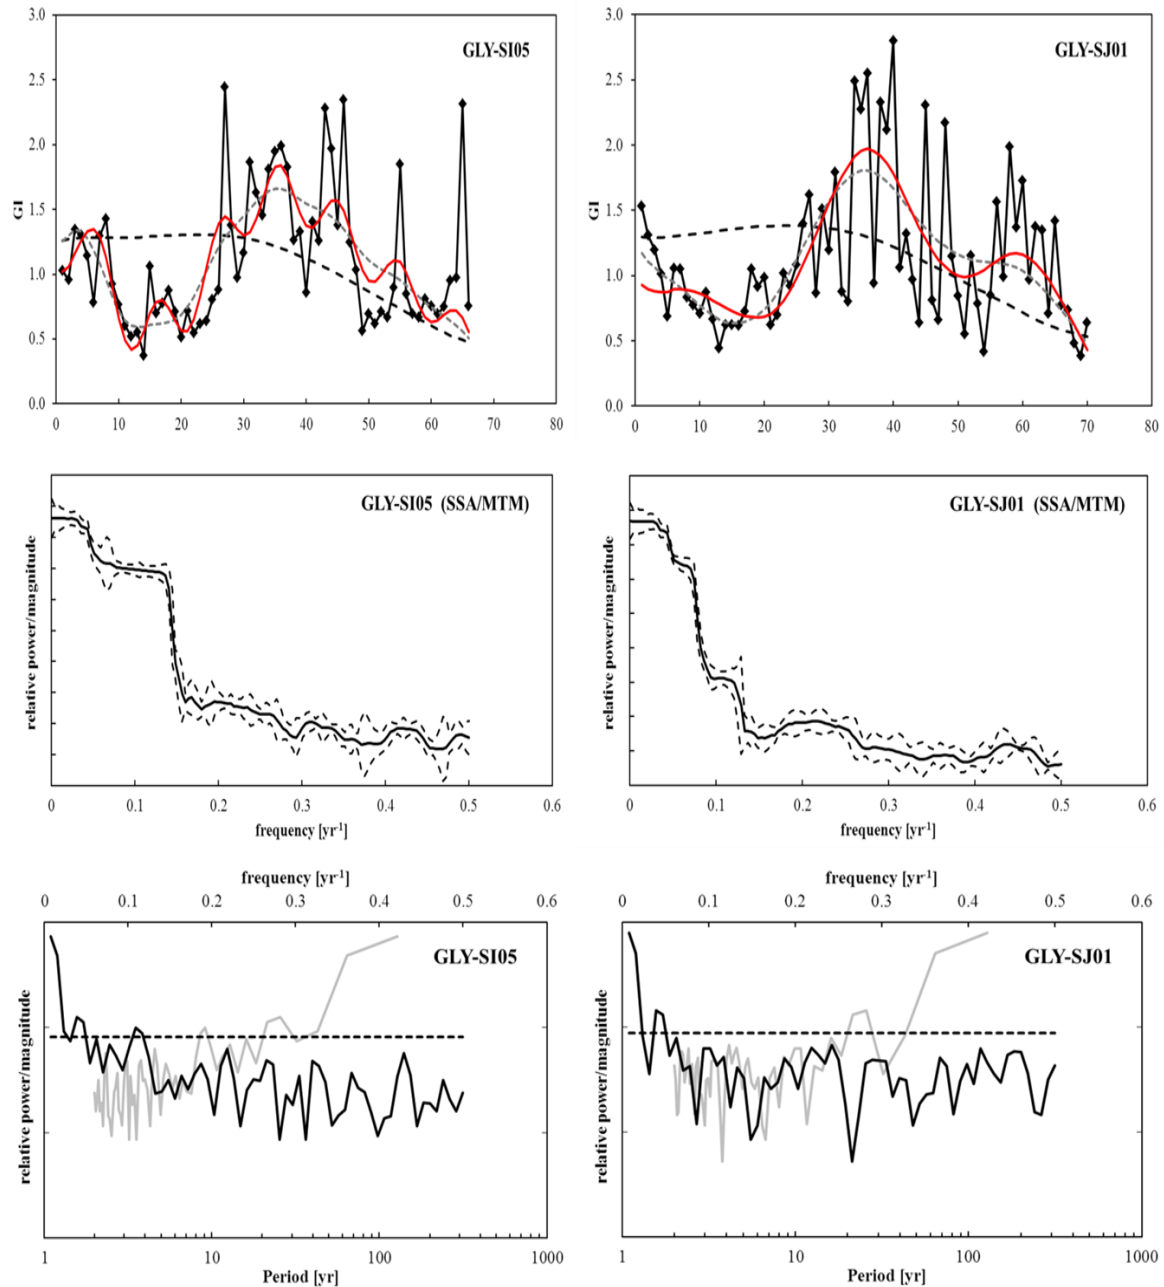 GLY-SI05
3.0
2.5
2.0
1.5
1.0
0.5
0.0
GI
0 10 20 30 40 50 60 70 80
GLY-SJ01
3.0
2.5
2.0
1.5
1.0
0.5
0.0
GI
0 10 20 30 40 50 60 70 80
GLY-SI05 (SSA/MTM)
relative power/magnitude
0 0.1 0.2 0.3 0.4 0.5 0.6
frequency [yr-1]
GLY-SJ01 (SSA/MTM)
relative power/magnitude
0 0.1 0.2 0.3 0.4 0.5 0.6
frequency [yr-1]
frequency [yr-1]
0 0.1 0.2 0.3 0.4 0.5 0.6
GLY-SI05
relative power/magnitude
1 10 100 1000
Period [yr]
frequency [yr-1]
0 0.1 0.2 0.3 0.4 0.5 0.6
GLY-SJ01
relative power/magnitude
1 10 100 1000
Period [yr]